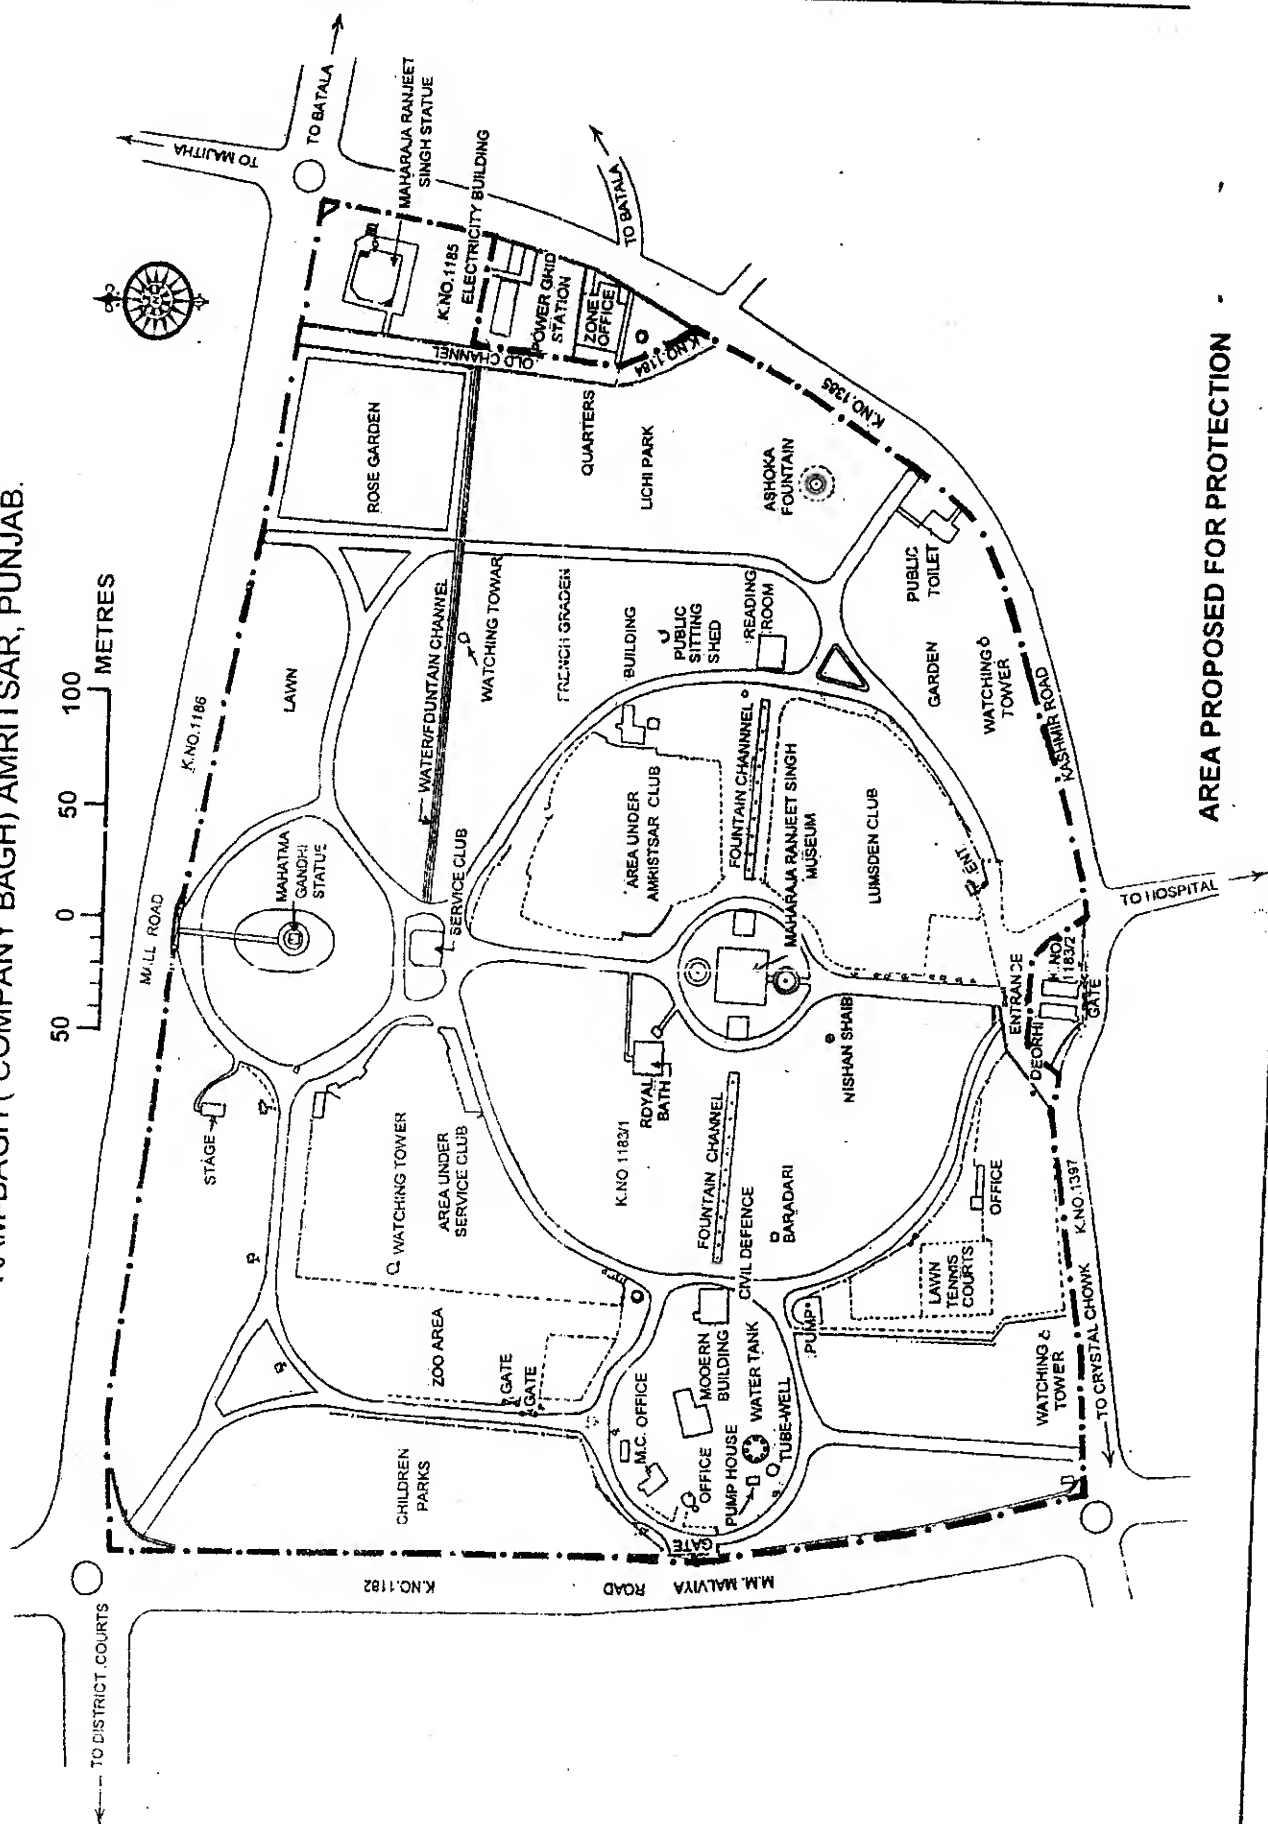 RAM BAGH ( COMPANY BAGH) AMRITSAR, PUNJAB.
50 0 50 100
METRES
TO DISTRICT COURTS
MALL ROAD
K.NO.1186
TO MAJITHA
TO BATALA
MAHARAJA RANJEET
SINGH STATUE
K.NO.1185
ELECTRICITY BUILDING
POWER GRID
STATION
ZONE
OFFICE
OLD CHANNEL
K.NO.1184
TO BATALA
K.NO.1385
STAGE
MAHATMA
GANDHI
STATUE
LAWN
ROSE GARDEN
QUARTERS
LICHI PARK
ASHOKA
FOUNTAIN
WATER/FOUNTAIN CHANNEL
WATCHING TOWAR
FRENCH GRADEN
BUILDING
PUBLIC
SITTING
SHED
READING
ROOM
PUBLIC
TOILET
GARDEN
WATCHING
TOWER
KASHMIR ROAD
SERVICE CLUB
AREA UNDER
AMRISTSAR CLUB
FOUNTAIN CHANNNEL
MAHARAJA RANJEET SINGH
MUSEUM
LUMSDEN CLUB
ENT.
WATCHING TOWER
AREA UNDER
SERVICE CLUB
K.NO 1183/1
ROYAL
BATH
FOUNTAIN CHANNEL
NISHAN SHAIB
ENTRANCE
DEORHI
K.NO.
1183/2
GATE
TO HOSPITAL
CIVIL DEFENCE
BARADARI
OFFICE
LAWN
TENNIS
COURTS
K.NO.1397
ZOO AREA
GATE
GATE
CHILDREN
PARKS
M.C. OFFICE
MODERN
BUILDING
OFFICE
PUMP HOUSE
WATER TANK
TUBE-WELL
PUMP
WATCHING
TOWER
TO CRYSTAL CHOWK
GATE
K.NO.1182
M.M. MALVIYA ROAD
AREA PROPOSED FOR PROTECTION